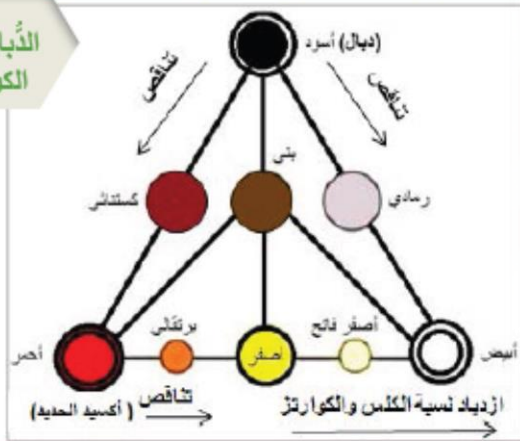 الدُّبا
الكو
(دبال) أسود
تناقص
تناقص
بني
كستنائي
رمادي
برتقالي
أصفر فاتح
أحمر
اصفر
أبيض
(أكسيد الحديد)
تناقص
ازدياد نسبة الكلس والكوارتز